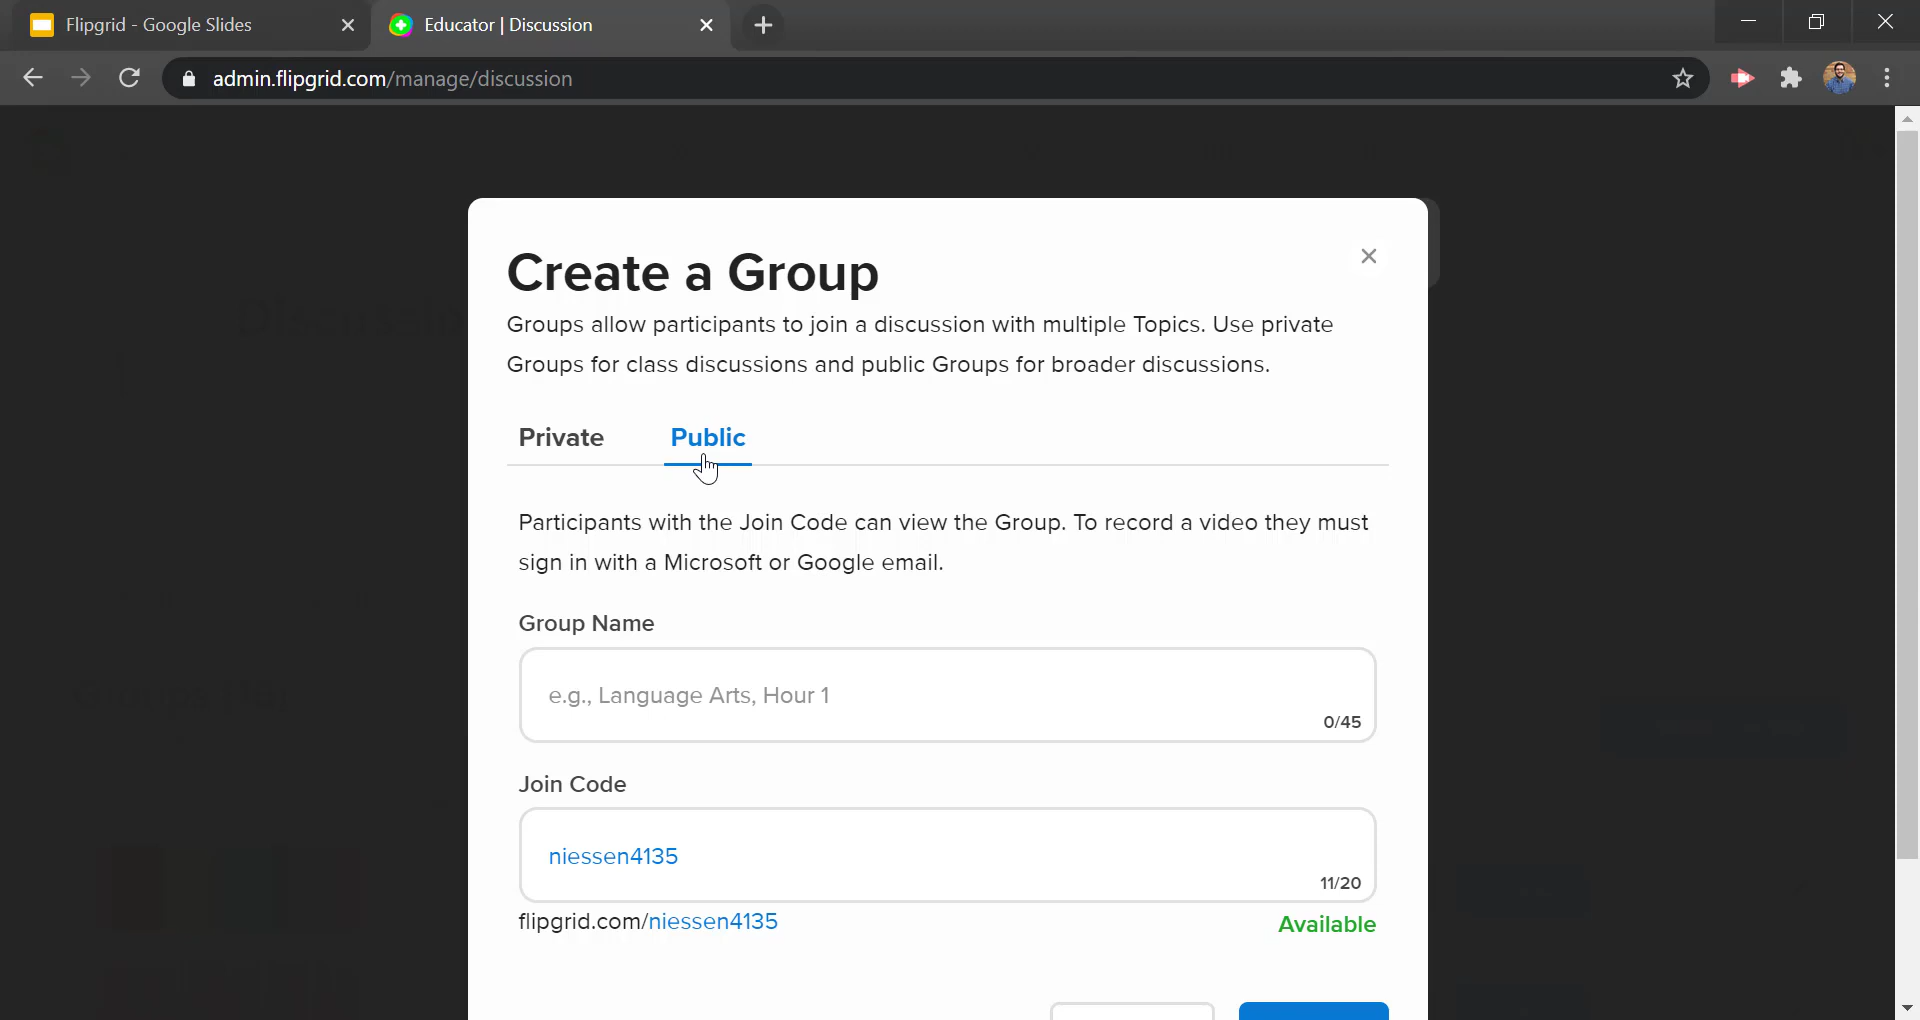 Flipgrid - Google Slides
Educator | Discussion
admin.flipgrid.com/manage/discussion
Create a Group
Groups allow participants to join a discussion with multiple Topics. Use private
Groups for class discussions and public Groups for broader discussions.
Private
Public
Participants with the Join Code can view the Group. To record a video they must
sign in with a Microsoft or Google email.
Group Name
e.g., Language Arts, Hour 1
0/45
Join Code
niessen4135
11/20
flipgrid.com/niessen4135
Available